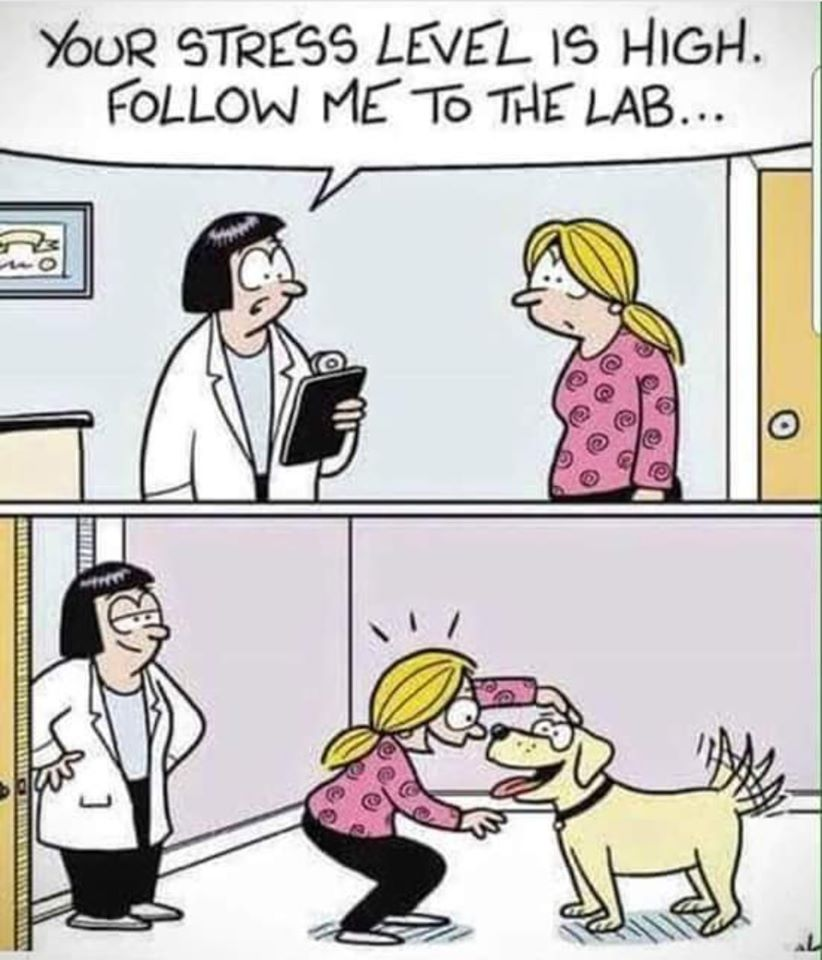 YOUR STRESS LEVEL IS HIGH.
FOLLOW ME TO THE LAB...